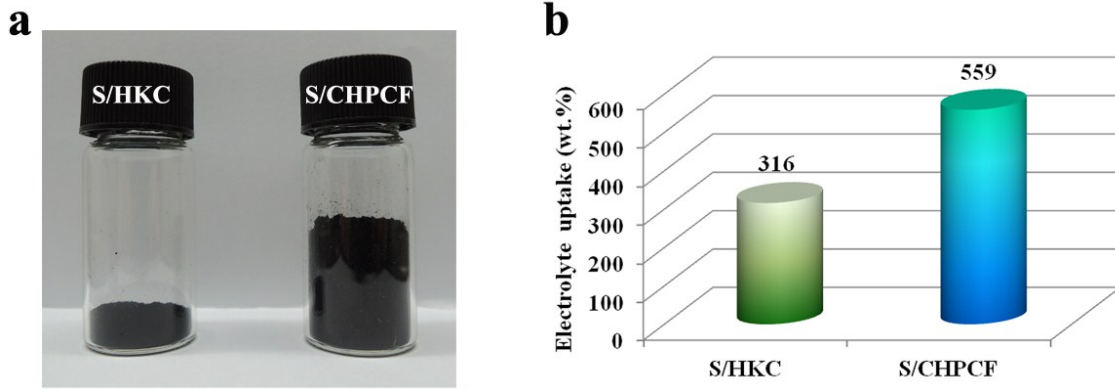 a
S/HKC
S/CHPCF
b
Electrolyte uptake (wt.%)
600
500
400
300
200
100
0
316
559
S/HKC
S/CHPCF